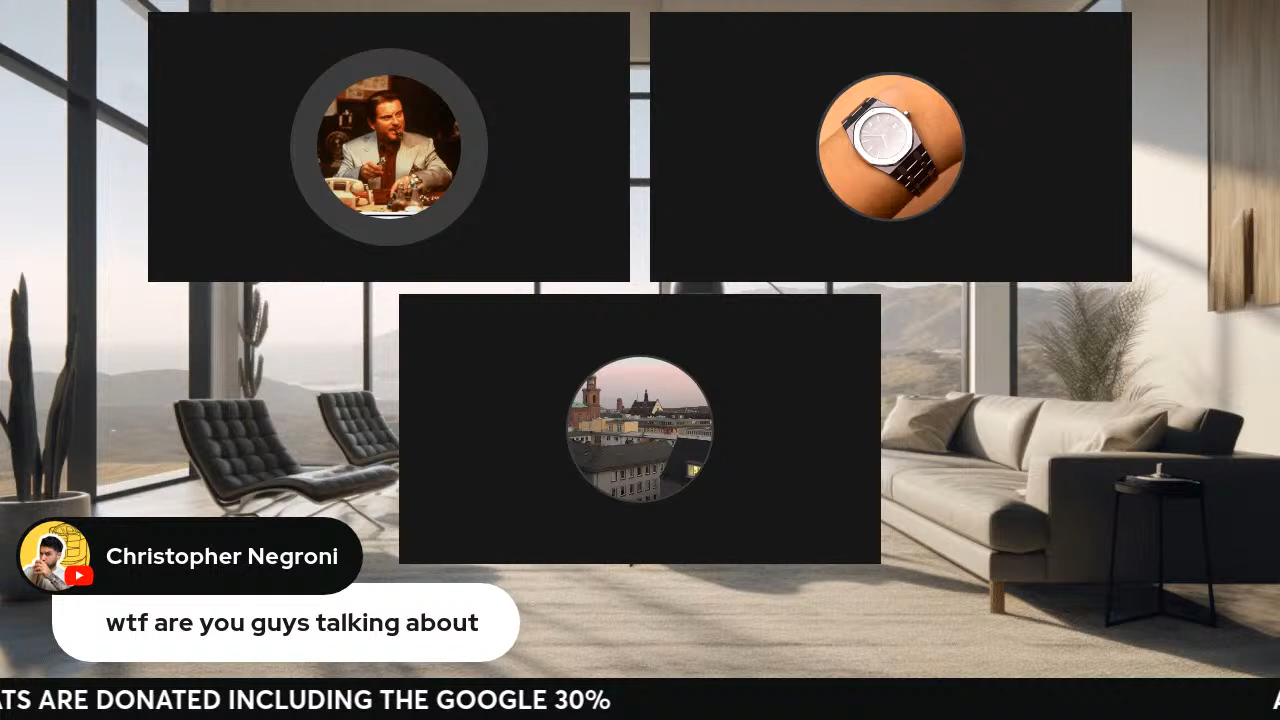 Christopher Negroni
wtf are you guys talking about
ATS ARE DONATED INCLUDING THE GOOGLE 30%